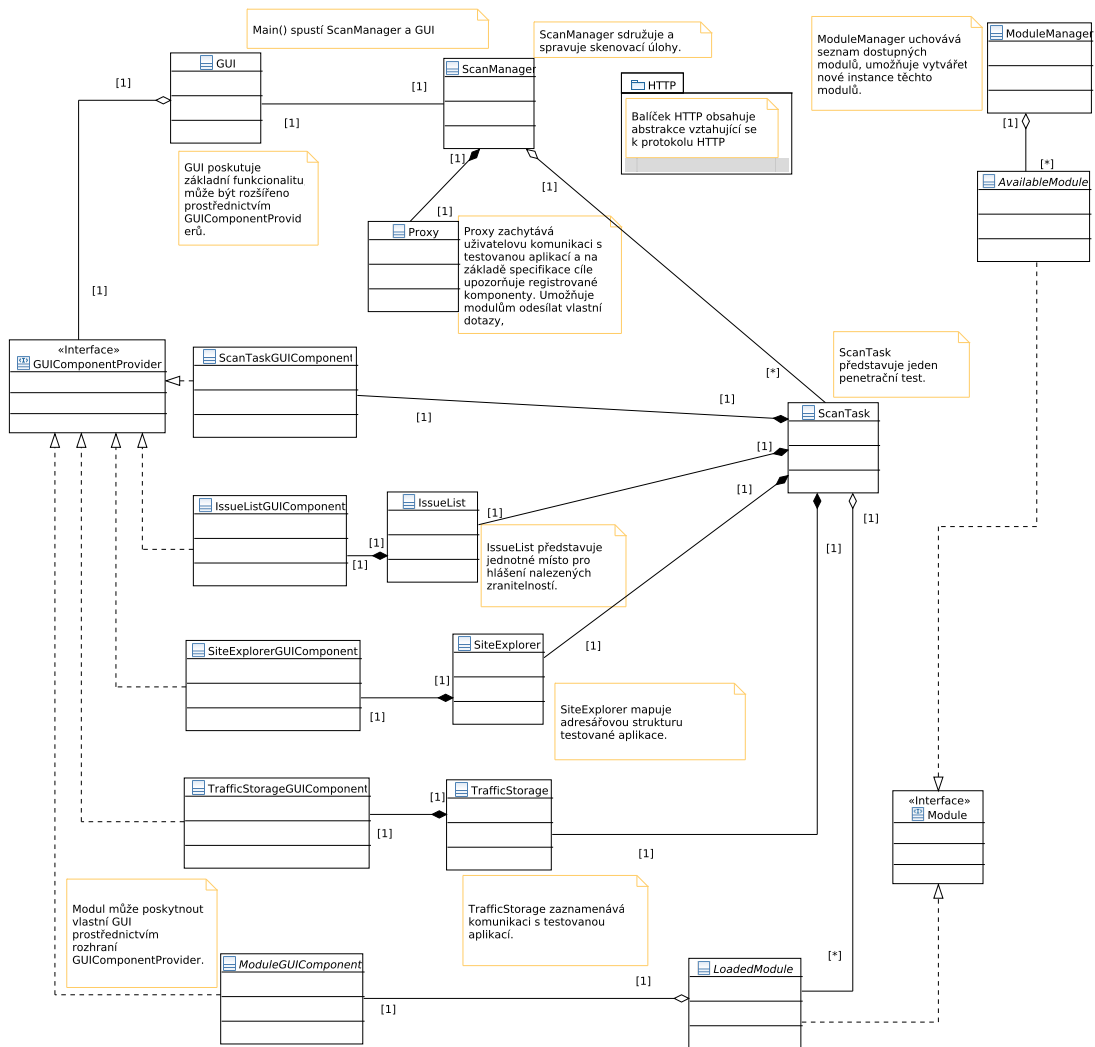 Main() spustí ScanManager a GUI
ScanManager sdružuje a
spravuje skenovací úlohy.
ModuleManager uchovává
seznam dostupných
modulů, umožňuje vytvářet
nové instance těchto
modulů.
ModuleManager
GUI
ScanManager
[1]
[1]
[1]
HTTP
Balíček HTTP obsahuje
abstrakce vztahující se
k protokolu HTTP
[1]
[*]
AvailableModule
GUI poskutuje
základní funkcionalitu
může být rozšířeno
prostřednictvím
GUIComponentProvid
erů.
[1]
[1]
[1]
Proxy
Proxy zachytává
uživatelovu komunikaci s
testovanou aplikací a na
základě specifikace cíle
upozorňuje registrované
komponenty. Umožňuje
modulům odesílat vlastní
dotazy,
[1]
«Interface»
GUIComponentProvider
ScanTaskGUIComponent
ScanTask
představuje jeden
penetrační test.
[*]
[1]
[1]
ScanTask
[1]
[1]
[1]
[1]
IssueListGUIComponent
IssueList
[1]
[1]
[1]
IssueList představuje
jednotné místo pro
hlášení nalezených
zranitelností.
[1]
SiteExplorerGUIComponent
SiteExplorer
[1]
[1]
[1]
SiteExplorer mapuje
adresářovou strukturu
testované aplikace.
TrafficStorageGUIComponent
TrafficStorage
[1]
[1]
[1]
«Interface»
Module
TrafficStorage zaznamenává
komunikaci s testovanou
aplikací.
Modul může poskytnout
vlastní GUI
prostřednictvím
rozhraní
GUIComponentProvider.
ModuleGUIComponent
[1]
[1]
[*]
LoadedModule